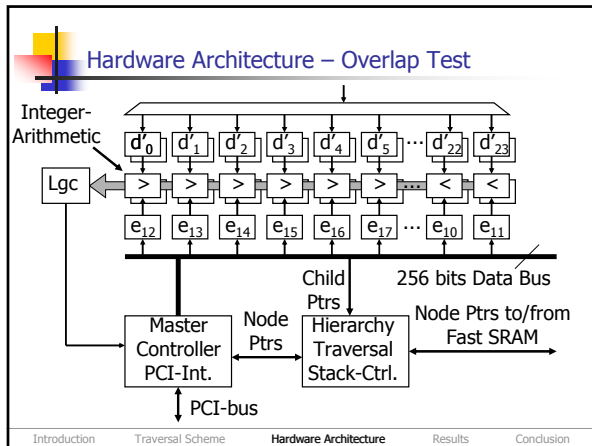 Hardware Architecture – Overlap Test
Integer-
Arithmetic
d′0 d′1 d′2 d′3 d′4 d′5 ... d′22 d′23
Lgc > > > > > > ... < <
e12 e13 e14 e15 e16 e17 ... e10 e11
256 bits Data Bus
Child
Ptrs
Master
Controller
PCI-Int.
Node
Ptrs
Hierarchy
Traversal
Stack-Ctrl.
Node Ptrs to/from
Fast SRAM
PCI-bus
Introduction Traversal Scheme Hardware Architecture Results Conclusion